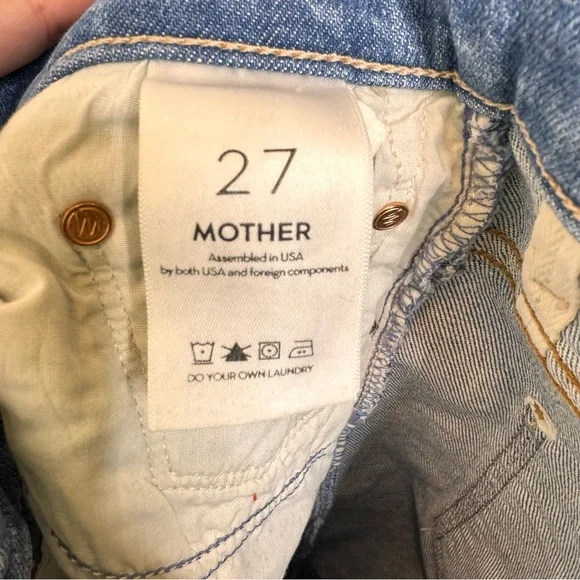 27
MOTHER
Assembled in USA
by both USA and foreign components
DO YOUR OWN LAUNDRY